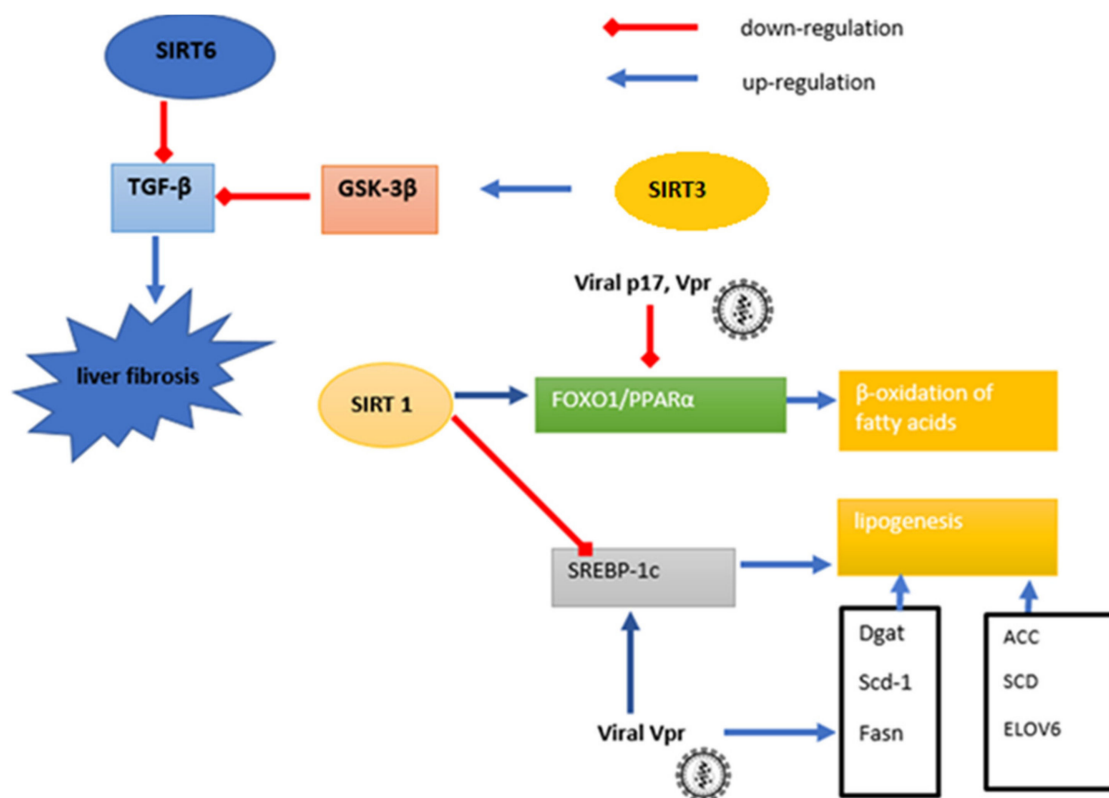 SIRT6
down-regulation
up-regulation
TGF-β
GSK-3β
SIRT3
Viral p17, Vpr
liver fibrosis
SIRT 1
FOXO1/PPARα
β-oxidation of
fatty acids
lipogenesis
SREBP-1c
Dgat
Scd-1
Fasn
ACC
SCD
ELOV6
Viral Vpr